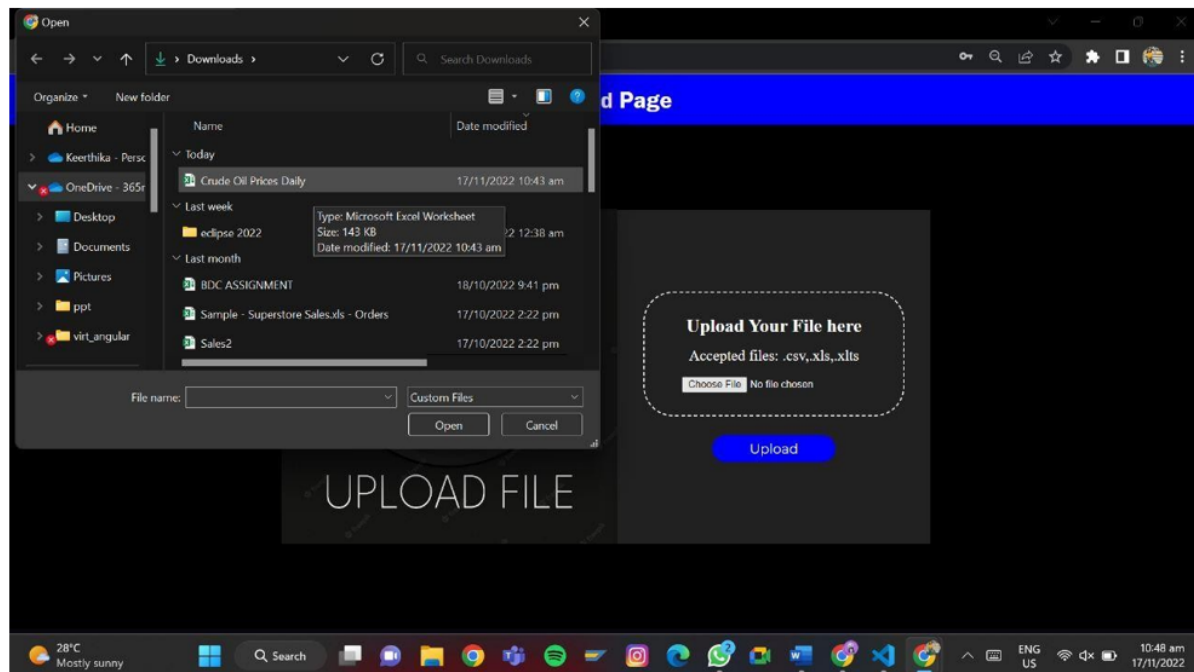 Open
Downloads
Search Downloads
Organize
New folder
d Page
Home
Name
Date modified
Keerthika - Persc
Today
OneDrive - 365r
Crude Oil Prices Daily
17/11/2022 10:43 am
Last week
Desktop
Type: Microsoft Excel Worksheet
eclipse 2022
Size: 143 KB
22 12:38 am
Documents
Date modified: 17/11/2022 10:43 am
Last month
Pictures
BDC ASSIGNMENT
18/10/2022 9:41 pm
ppt
Sample - Superstore Sales.xls - Orders
17/10/2022 2:22 pm
virt_angular
Sales2
17/10/2022 2:22 pm
File name:
Custom Files
Open
Cancel
Upload Your File here
Accepted files: .csv,.xls,.xlts
Choose File No file chosen
Upload
UPLOAD FILE
28°C
Mostly sunny
Search
ENG
US
10:48 am
17/11/2022